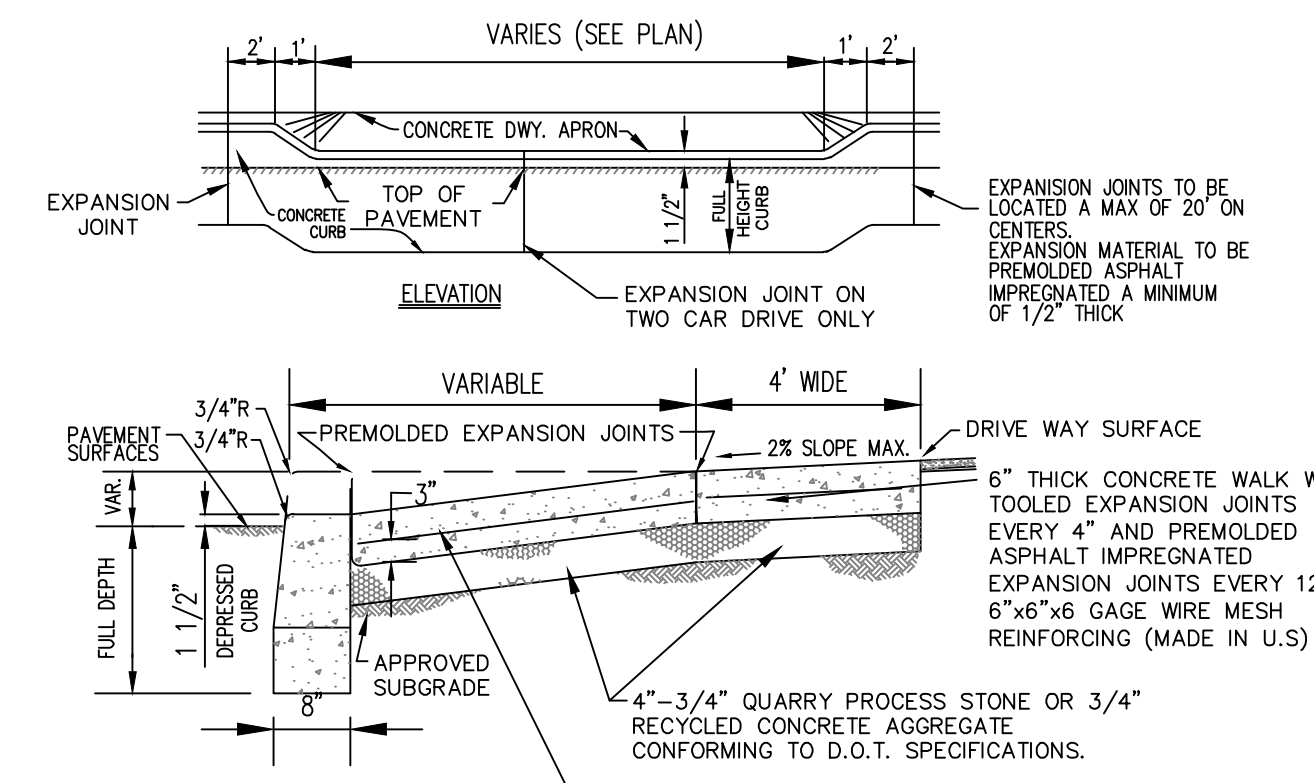 VARIES (SEE PLAN)
2'
1'
1'
2'
CONCRETE DWY. APRON
EXPANSION
JOINT
CONCRETE
CURB
TOP OF
PAVEMENT
1 1/2"
FULL
HEIGHT
CURB
EXPANISION JOINTS TO BE
LOCATED A MAX OF 20' ON
CENTERS.
EXPANSION MATERIAL TO BE
PREMOLDED ASPHALT
IMPREGNATED A MINIMUM
OF 1/2" THICK
ELEVATION
EXPANSION JOINT ON
TWO CAR DRIVE ONLY
VARIABLE
4' WIDE
3/4"R
3/4"R
PAVEMENT
SURFACES
PREMOLDED EXPANSION JOINTS
2% SLOPE MAX.
DRIVE WAY SURFACE
VAR.
3"
6" THICK CONCRETE WALK W
TOOLED EXPANSION JOINTS
EVERY 4" AND PREMOLDED
ASPHALT IMPREGNATED
EXPANSION JOINTS EVERY 12
6"x6"x6 GAGE WIRE MESH
REINFORCING (MADE IN U.S)
FULL DEPTH
1 1/2"
DEPRESSED
CURB
APPROVED
SUBGRADE
8"
4"-3/4" QUARRY PROCESS STONE OR 3/4"
RECYCLED CONCRETE AGGREGATE
CONFORMING TO D.O.T. SPECIFICATIONS.